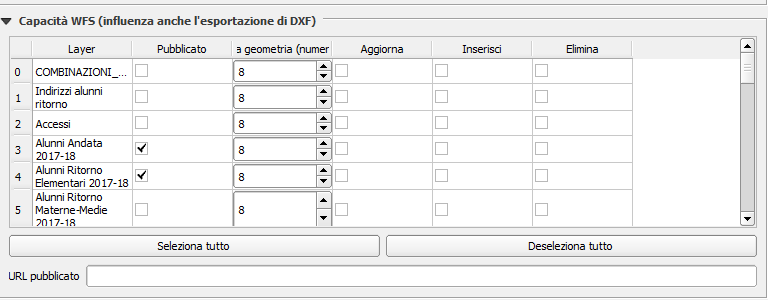 Capacità WFS (influenza anche l'esportazione di DXF)
Layer Pubblicato a geometria (numer Aggiorna Inserisci Elimina
0 COMBINAZIONI_... 8
1 Indirizzi alunni
ritorno 8
2 Accessi 8
3 Alunni Andata
2017-18 8
4 Alunni Ritorno
Elementari 2017-18 8
5 Alunni Ritorno
Materne-Medie
2017-18 8
Seleziona tutto Deseleziona tutto
URL pubblicato